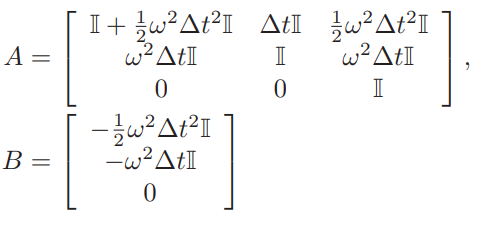 A = [ 𝕀 + ½ω²Δt²𝕀  Δt𝕀  ½ω²Δt²𝕀
ω²Δt𝕀  𝕀  ω²Δt𝕀
0  0  𝕀 ],
B = [ −½ω²Δt²𝕀
−ω²Δt𝕀
0 ]